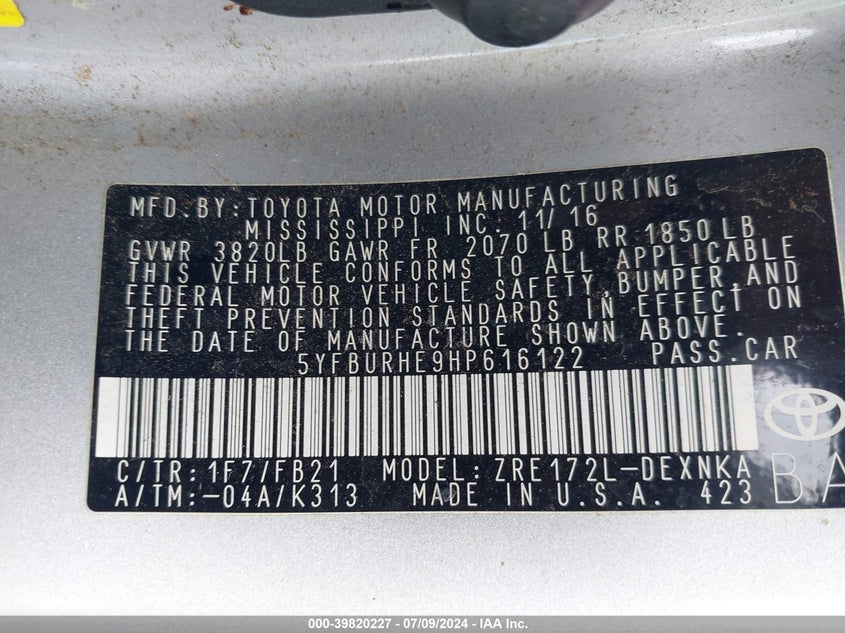 MFD.BY:TOYOTA MOTOR MANUFACTURING
MISSISSIPPI INC. 11/16
GVWR 3820LB GAWR FR 2070 LB RR 1850 LB
THIS VEHICLE CONFORMS TO ALL APPLICABLE
FEDERAL MOTOR VEHICLE SAFETY,BUMPER,AND
THEFT PREVENTION STANDARDS IN EFFECT ON
THE DATE OF MANUFACTURE SHOWN ABOVE.
5YFBURHE9HP616122 PASS.CAR
C/TR:1F7/FB21 MODEL:ZRE172L-DEXNKA
A/TM:-04A/K313 MADE IN U.S.A. 423
BA
000-39820227 - 07/09/2024 - IAA Inc.